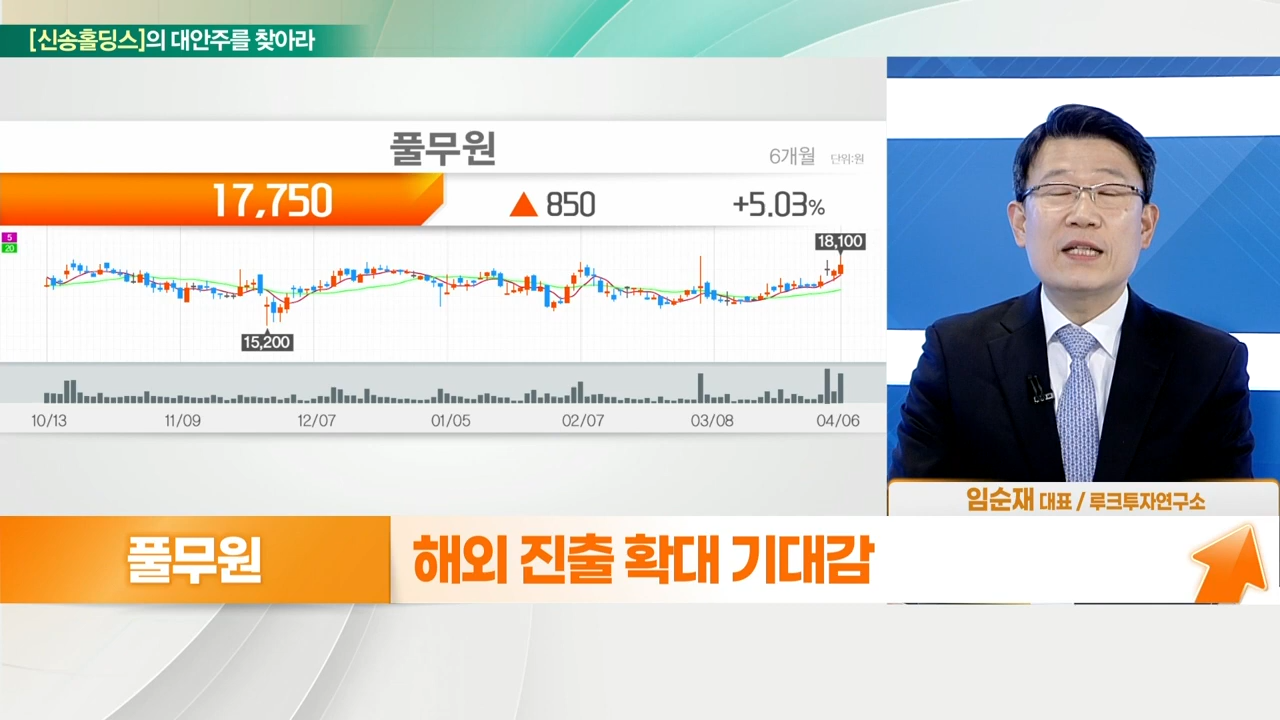 [신송홀딩스]의 대안주를 찾아라
풀무원
6개월 단위:원
17,750 ▲ 850 +5.03%
5
20
18,100
15,200
10/13 11/09 12/07 01/05 02/07 03/08 04/06
임순재 대표 / 루크투자연구소
풀무원 해외 진출 확대 기대감